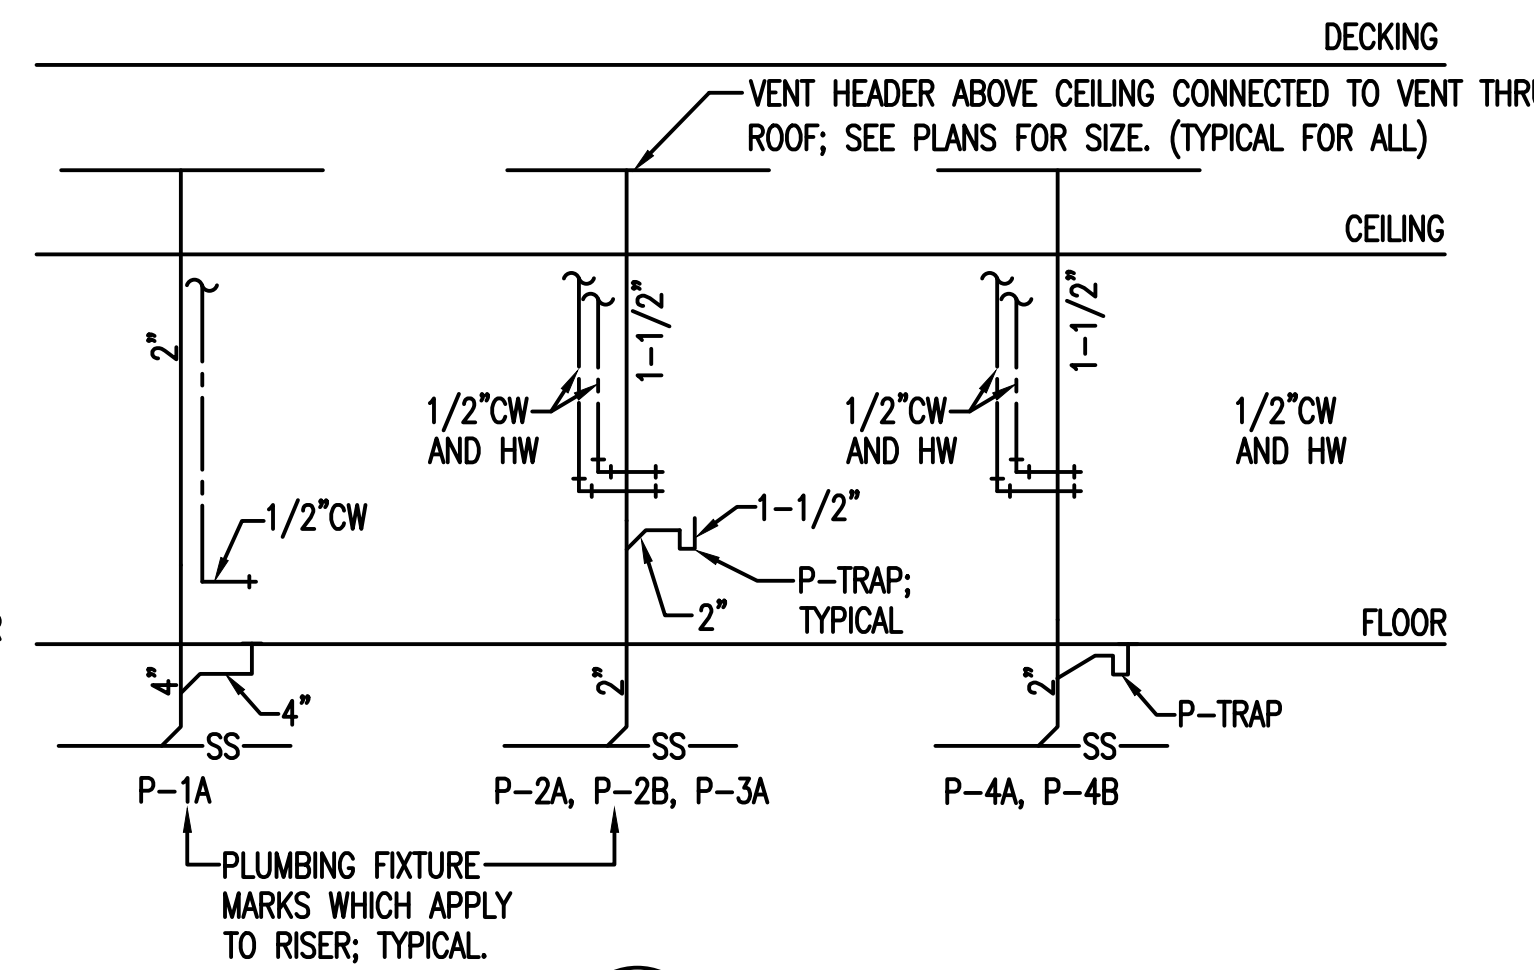 DECKING
VENT HEADER ABOVE CEILING CONNECTED TO VENT THRU
ROOF; SEE PLANS FOR SIZE. (TYPICAL FOR ALL)
CEILING
2"
1-1/2"
1-1/2"
1/2"CW
AND HW
1/2"CW
AND HW
1/2"CW
AND HW
1/2"CW
1-1/2"
P-TRAP;
TYPICAL
2"
FLOOR
4"
4"
2"
2"
P-TRAP
SS
SS
SS
P-1A
P-2A, P-2B, P-3A
P-4A, P-4B
PLUMBING FIXTURE
MARKS WHICH APPLY
TO RISER; TYPICAL.